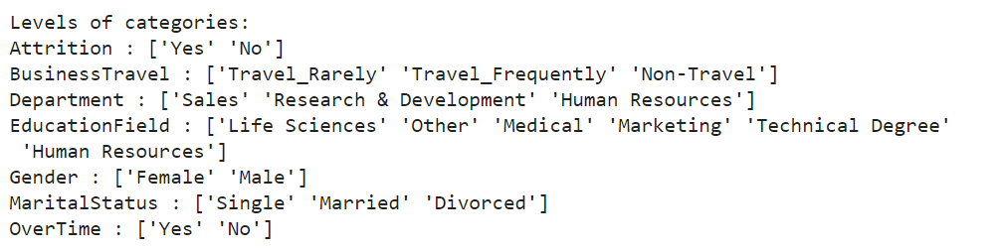 Levels of categories:
Attrition : ['Yes' 'No']
BusinessTravel : ['Travel_Rarely' 'Travel_Frequently' 'Non-Travel']
Department : ['Sales' 'Research & Development' 'Human Resources']
EducationField : ['Life Sciences' 'Other' 'Medical' 'Marketing' 'Technical Degree'
 'Human Resources']
Gender : ['Female' 'Male']
MaritalStatus : ['Single' 'Married' 'Divorced']
OverTime : ['Yes' 'No']